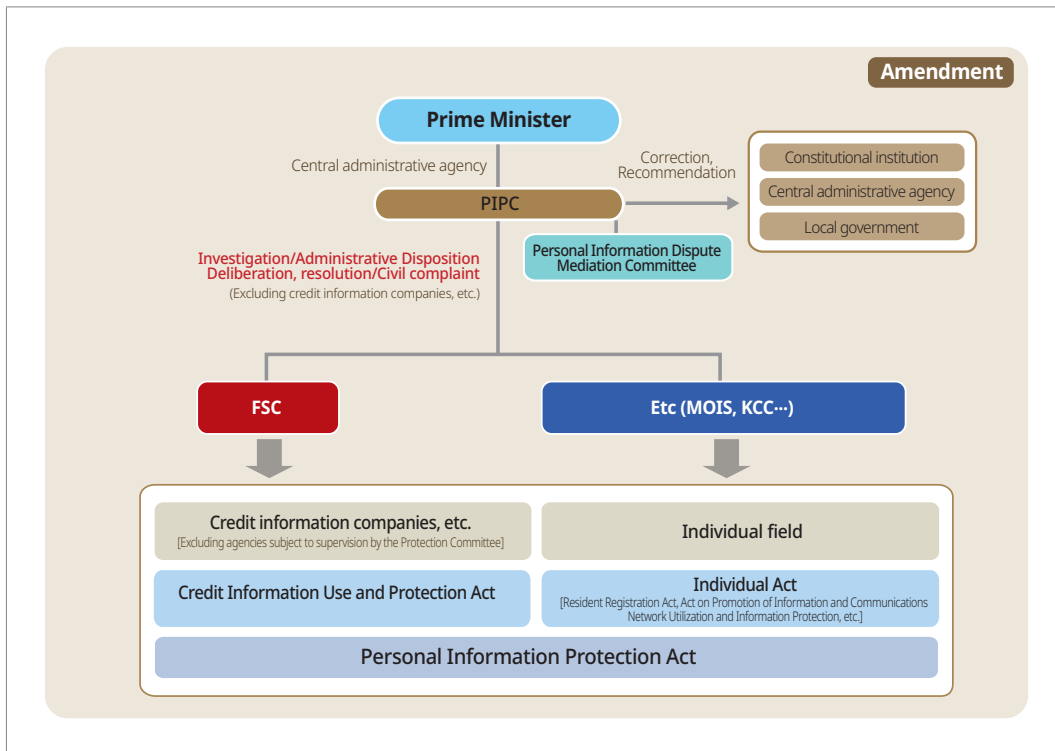 Amendment
Prime Minister
Central administrative agency
Correction,
Recommendation
Constitutional institution
Central administrative agency
Local government
PIPC
Personal Information Dispute
Mediation Committee
Investigation/Administrative Disposition
Deliberation, resolution/Civil complaint
(Excluding credit information companies, etc.)
FSC
Etc (MOIS, KCC···)
Credit information companies, etc.
[Excluding agencies subject to supervision by the Protection Committee]
Individual field
Credit Information Use and Protection Act
Individual Act
[Resident Registration Act, Act on Promotion of Information and Communications
Network Utilization and Information Protection, etc.]
Personal Information Protection Act